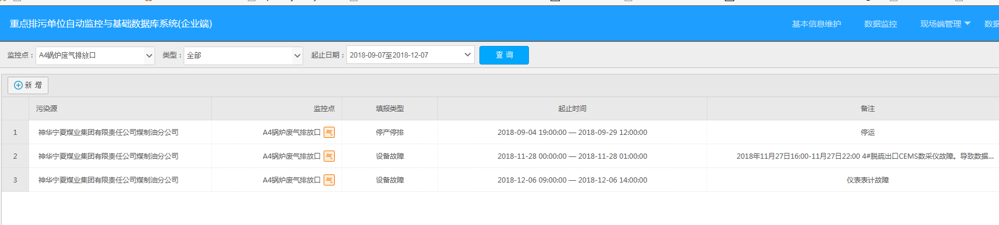 重点排污单位自动监控与基础数据库系统(企业端)
基本信息维护 数据监控 现场端管理 数据
监控点： A4锅炉废气排放口 类型： 全部 起止日期： 2018-09-07至2018-12-07 查 询
新 增
污染源 监控点 填报类型 起止时间 备注
1 神华宁夏煤业集团有限责任公司煤制油分公司 A4锅炉废气排放口 气 停产停排 2018-09-04 19:00:00 — 2018-09-29 12:00:00 停运
2 神华宁夏煤业集团有限责任公司煤制油分公司 A4锅炉废气排放口 气 设备故障 2018-11-28 00:00:00 — 2018-11-28 01:00:00 2018年11月27日16:00-11月27日22:00 4#脱硫出口CEMS数采仪故障。导致数据...
3 神华宁夏煤业集团有限责任公司煤制油分公司 A4锅炉废气排放口 气 设备故障 2018-12-06 09:00:00 — 2018-12-06 14:00:00 仪表表计故障